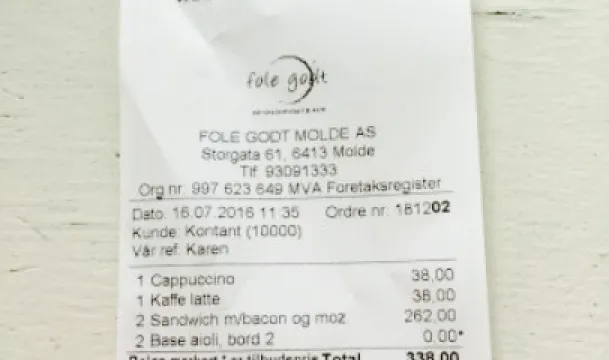 fole godt
FOLE GODT MOLDE AS
Storgata 61, 6413 Molde
Tlf 93091333
Org nr: 997 623 649 MVA Foretaksregister
Dato: 16.07.2016 11:35 Ordre nr: 181202
Kunde: Kontant (10000)
Vår ref: Karen
1 Cappuccino 38,00
1 Kaffe latte 38,00
2 Sandwich m/bacon og moz 262,00
2 Base aioli, bord 2 0,00*
Total 338,00